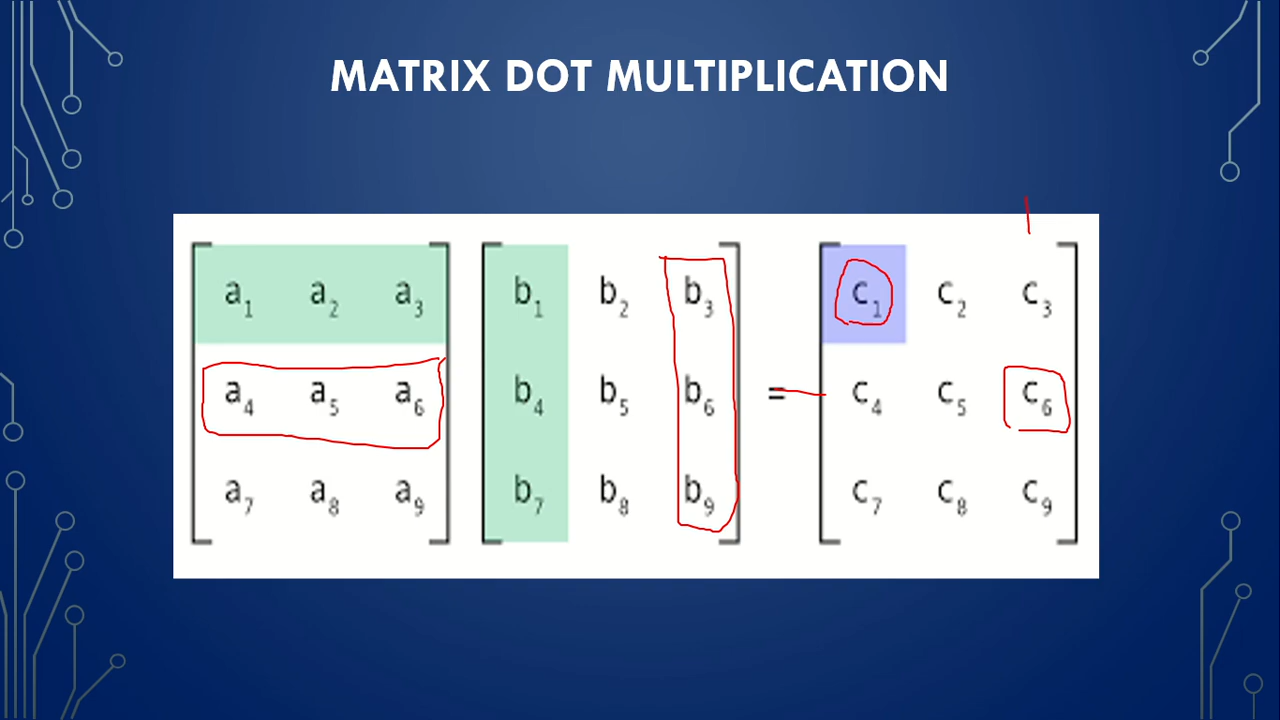 MATRIX DOT MULTIPLICATION
a₁ a₂ a₃ b₁ b₂ b₃ c₁ c₂ c₃
a₄ a₅ a₆ b₄ b₅ b₆ = c₄ c₅ c₆
a₇ a₈ a₉ b₇ b₈ b₉ c₇ c₈ c₉